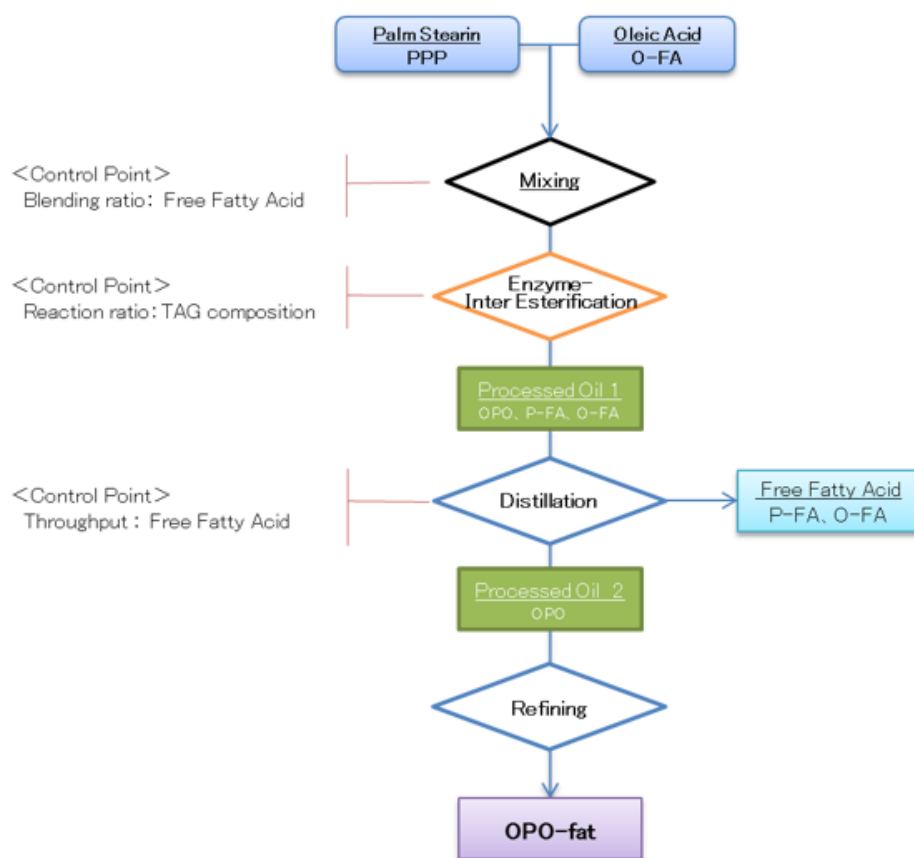 Palm Stearin
PPP
Oleic Acid
O-FA
<Control Point>
Blending ratio: Free Fatty Acid
Mixing
<Control Point>
Reaction ratio:TAG composition
Enzyme-
Inter Esterification
Processed Oil 1
OPO、P-FA、O-FA
<Control Point>
Throughput : Free Fatty Acid
Distillation
Free Fatty Acid
P-FA、O-FA
Processed Oil 2
OPO
Refining
OPO-fat